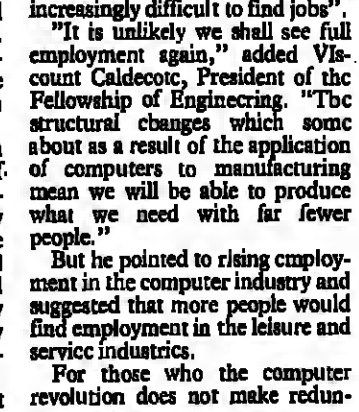 increasingly difficult to find jobs".
"It is unlikely we shall see full
employment again," added Vis-
count Caldecote, President of the
Fellowship of Engineering. "The
structural changes which some
about as a result of the application
of computers to manufacturing
mean we will be able to produce
what we need with far fewer
people."
But he pointed to rising employ-
ment in the computer industry and
suggested that more people would
find employment in the leisure and
service industries.
For those who the computer
revolution does not make redun-